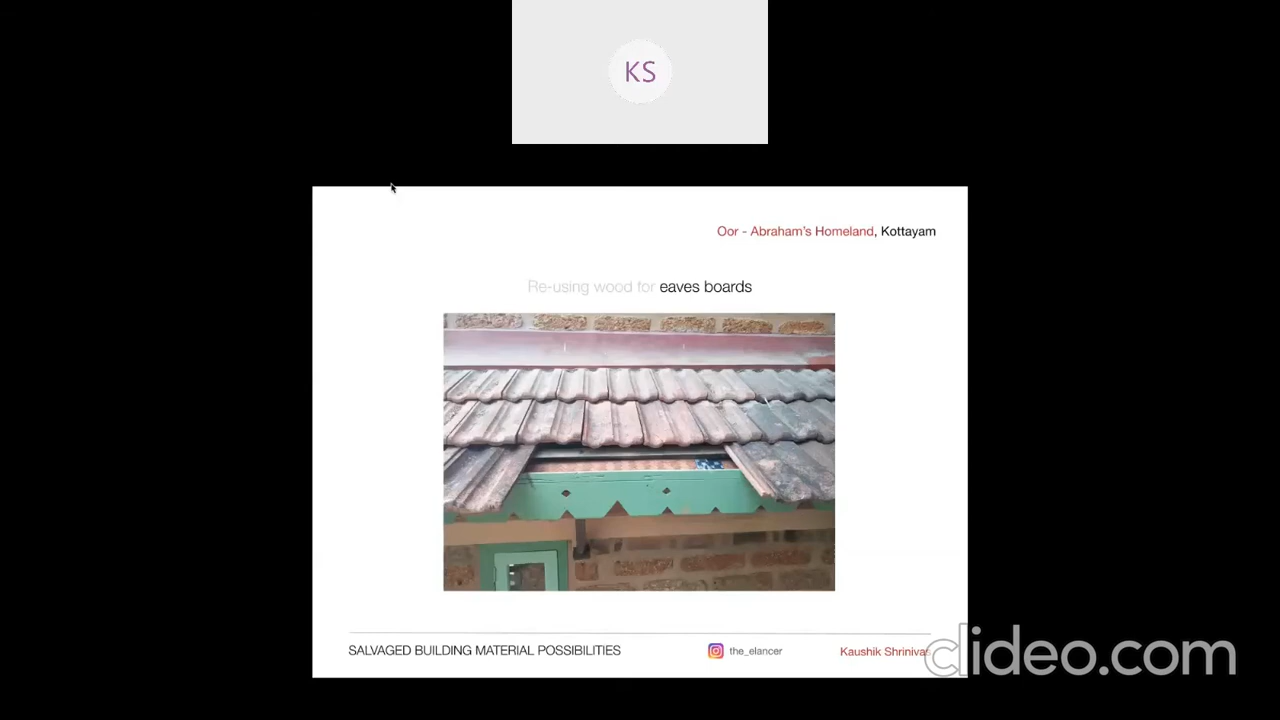 KS
Oor - Abraham's Homeland, Kottayam
Re-using wood for eaves boards
SALVAGED BUILDING MATERIAL POSSIBILITIES
the_elancer
Kaushik Shrinivas
clideo.com